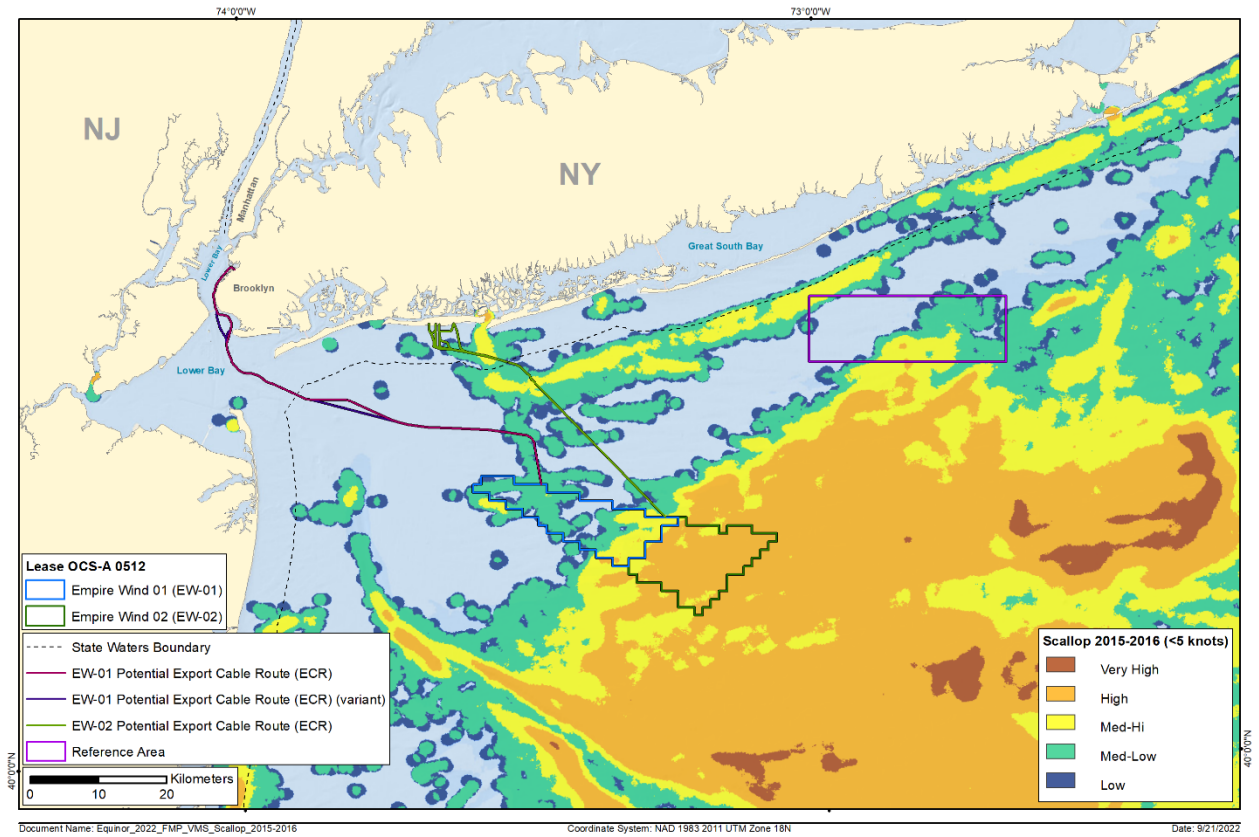 74°0'0"W
73°0'0"W
NJ
Manhattan
NY
Lower Bay
Great South Bay
Brooklyn
Lower Bay
Lease OCS-A 0512
Empire Wind 01 (EW-01)
Empire Wind 02 (EW-02)
State Waters Boundary
EW-01 Potential Export Cable Route (ECR)
EW-01 Potential Export Cable Route (ECR) (variant)
EW-02 Potential Export Cable Route (ECR)
Reference Area
Kilometers
0 10 20
Scallop 2015-2016 (<5 knots)
Very High
High
Med-Hi
Med-Low
Low
40°0'0"N
40°0'0"N
Document Name: Equinor_2022_FMP_VMS_Scallop_2015-2016
Coordinate System: NAD 1983 2011 UTM Zone 18N
Date: 9/21/2022